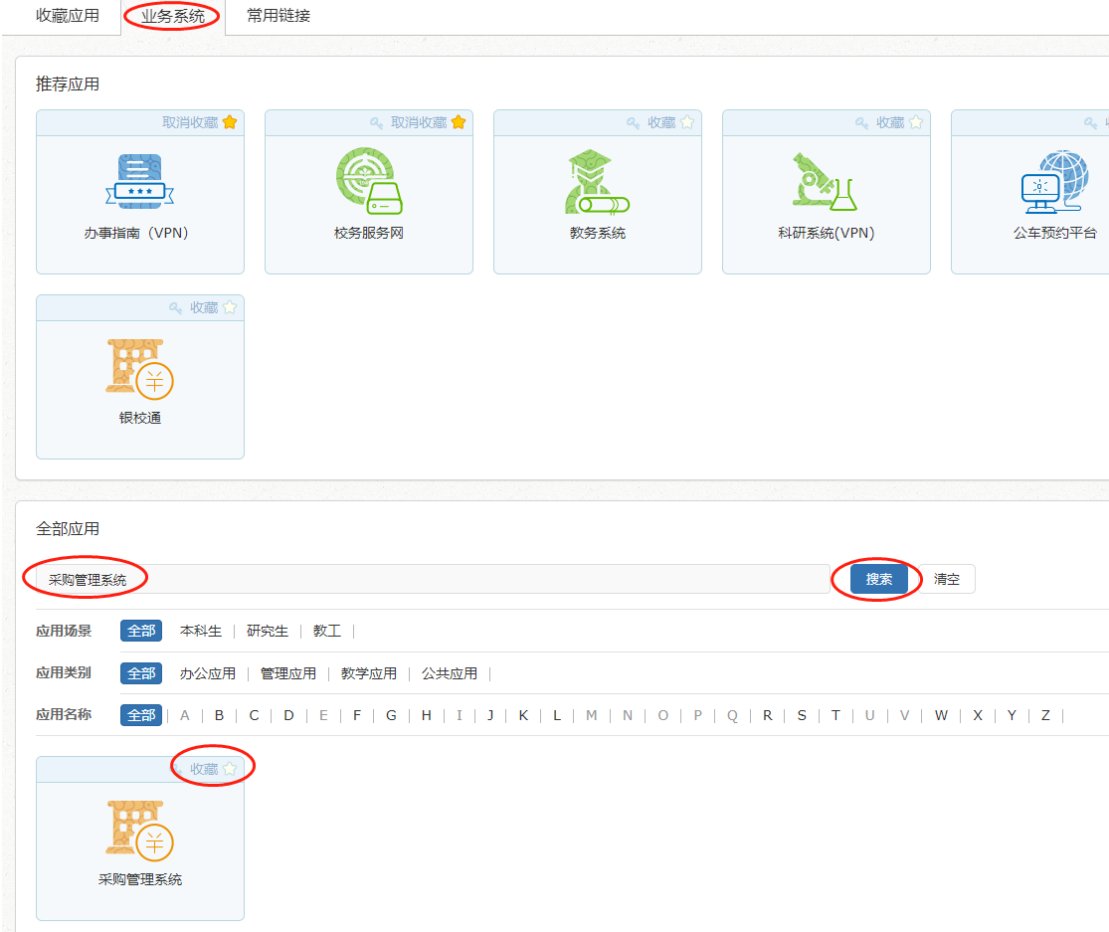 收藏应用 业务系统 常用链接
推荐应用
取消收藏 取消收藏 收藏 收藏
办事指南（VPN） 校务服务网 教务系统 科研系统(VPN) 公车预约平台
收藏
银校通
全部应用
采购管理系统 搜索 清空
应用场景 全部 本科生 | 研究生 | 教工 |
应用类别 全部 办公应用 | 管理应用 | 教学应用 | 公共应用 |
应用名称 全部 | A | B | C | D | E | F | G | H | I | J | K | L | M | N | O | P | Q | R | S | T | U | V | W | X | Y | Z |
收藏
采购管理系统